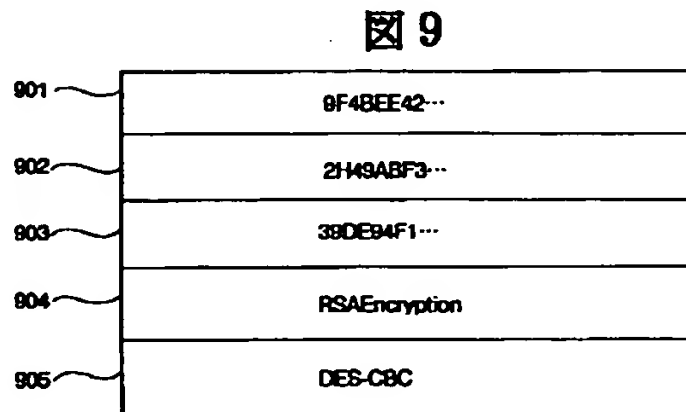 図9
901 9F4BEE42…
902 2H49ABF3…
903 39DE94F1…
904 RSAEncryption
905 DES-CBC